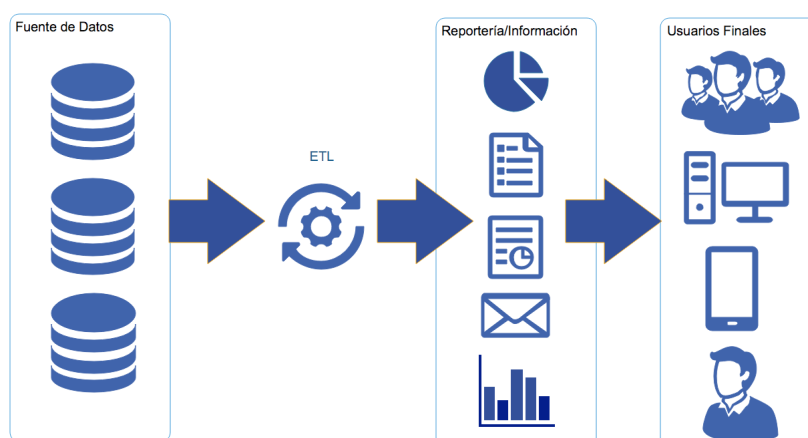 Fuente de Datos
ETL
Reportería/Información
Usuarios Finales